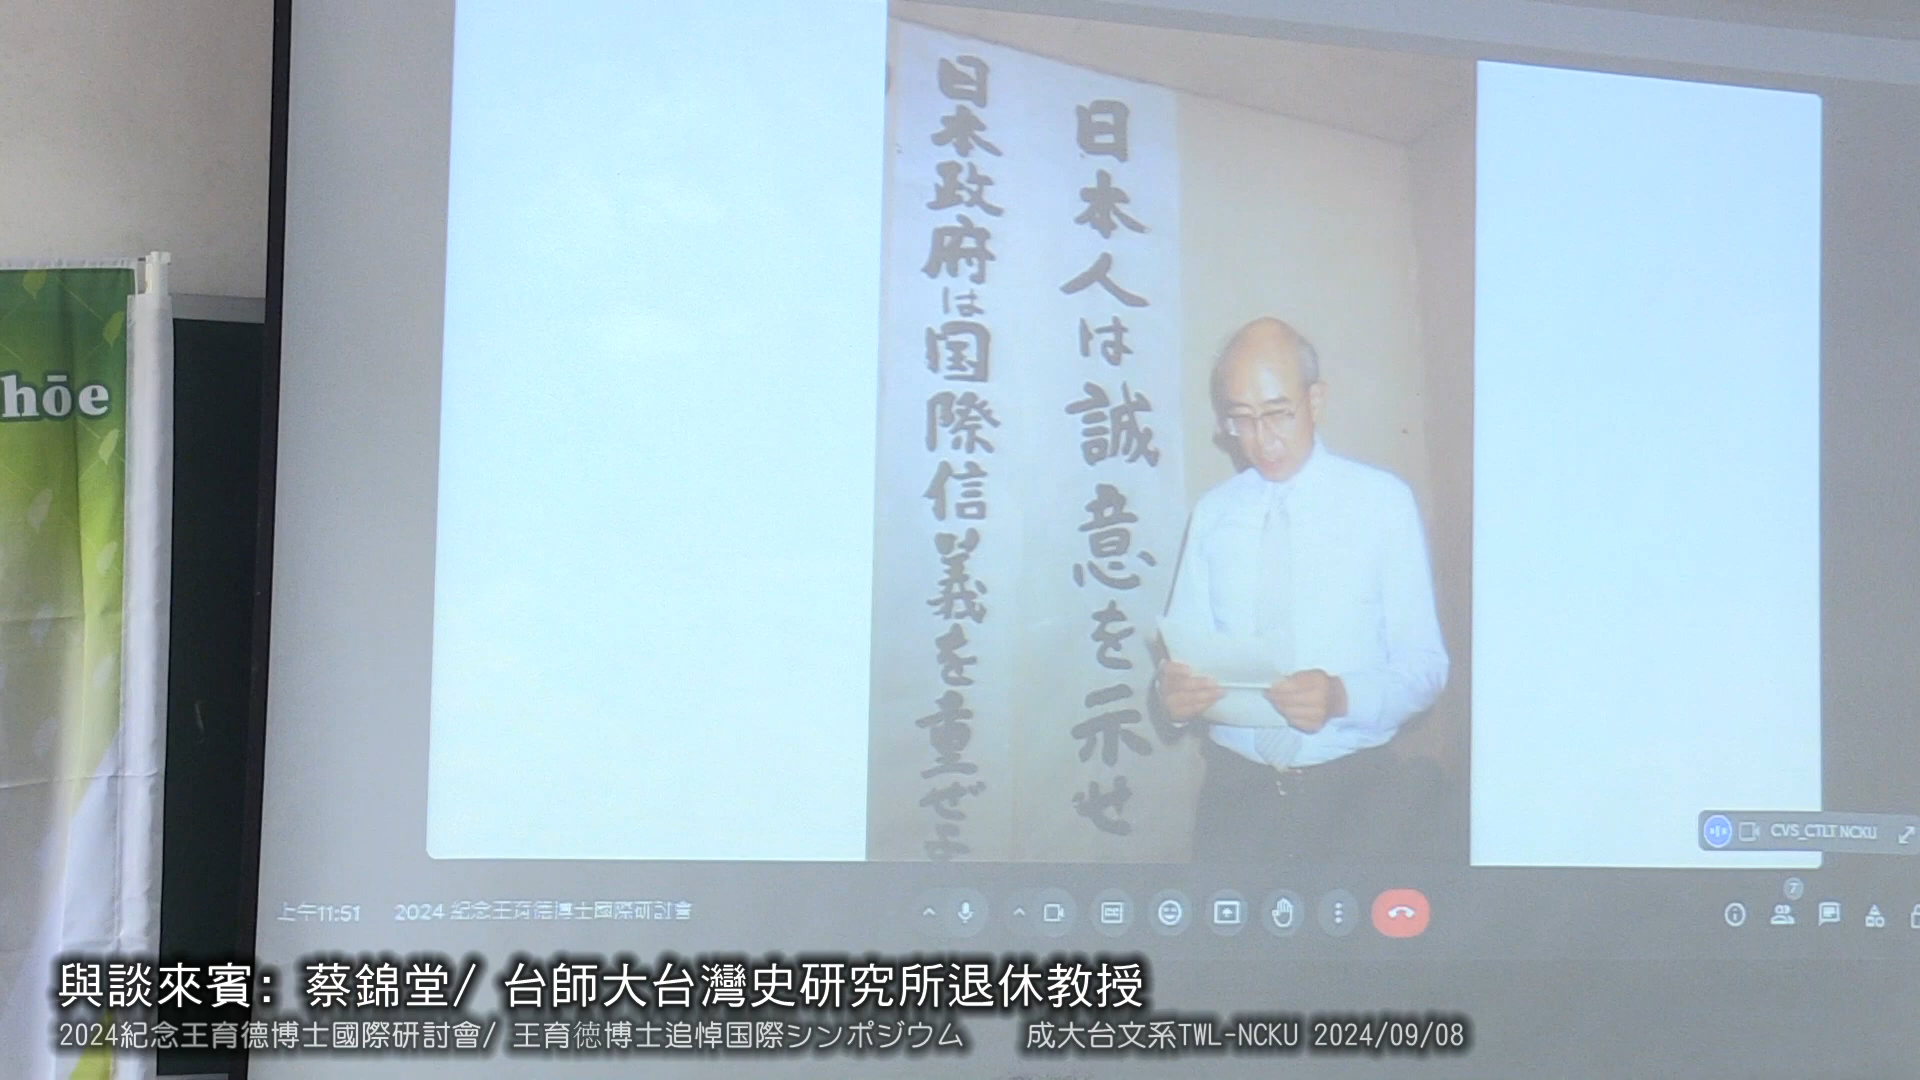 日本人は誠意を示せ
日本政府は国際信義を重ぜよ
hōe
CVS_CTLT NCKU
7
上午11:51
2024 紀念王育德博士國際研討會
與談來賓: 蔡錦堂/ 台師大台灣史研究所退休教授
2024紀念王育德博士國際研討會/ 王育徳博士追悼国際シンポジウム 成大台文系TWL-NCKU 2024/09/08